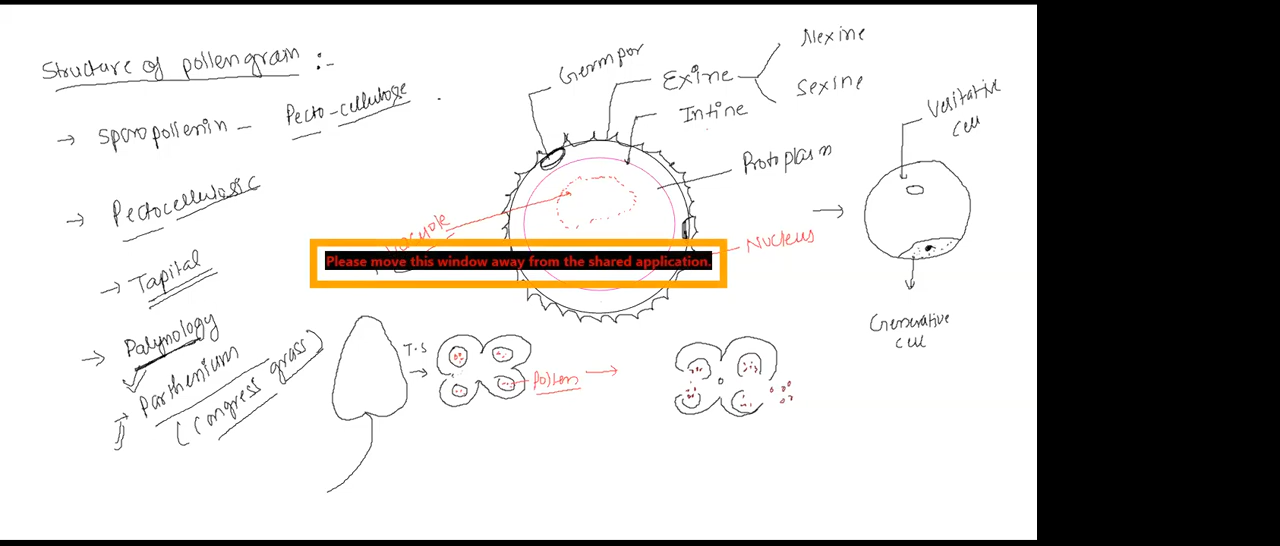 Structure of pollengram :-
→ Sporopollenin - Pecto-cellulose
→ Pectocellulosic
→ Tapital
→ Palynology
Parthenium
(Congress grass)
Germpor
Exine
Nexine
Sexine
Intine
Protoplasm
Nucleus
Please move this window away from the shared application.
T.S
Pollen
Vegitative
cell
Generative
cell